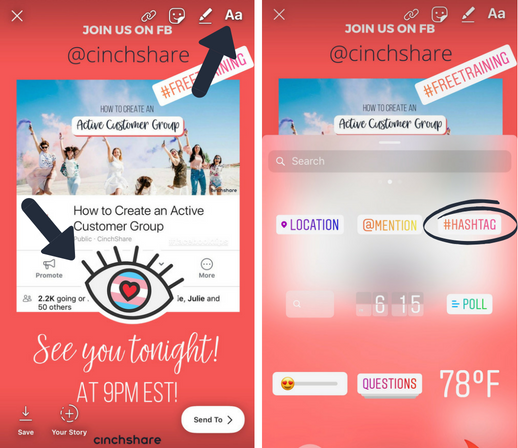 Aa
JOIN US ON FB
@cinchshare
#FREETRAINING
HOW TO CREATE AN
Active Customer Group
cinchshare
How to Create an Active
Customer Group
Public · CinchShare
Promote
More
2.2K going or
ie, Julie and
50 others
See you tonight!
AT 9PM EST!
Save
Your Story
Send To
cinchshare
Aa
JOIN US ON FB
@cinchshare
#FREETRAINING
HOW TO CREATE AN
Active Customer Group
Search
LOCATION
@MENTION
#HASHTAG
6 15
POLL
QUESTIONS
78°F